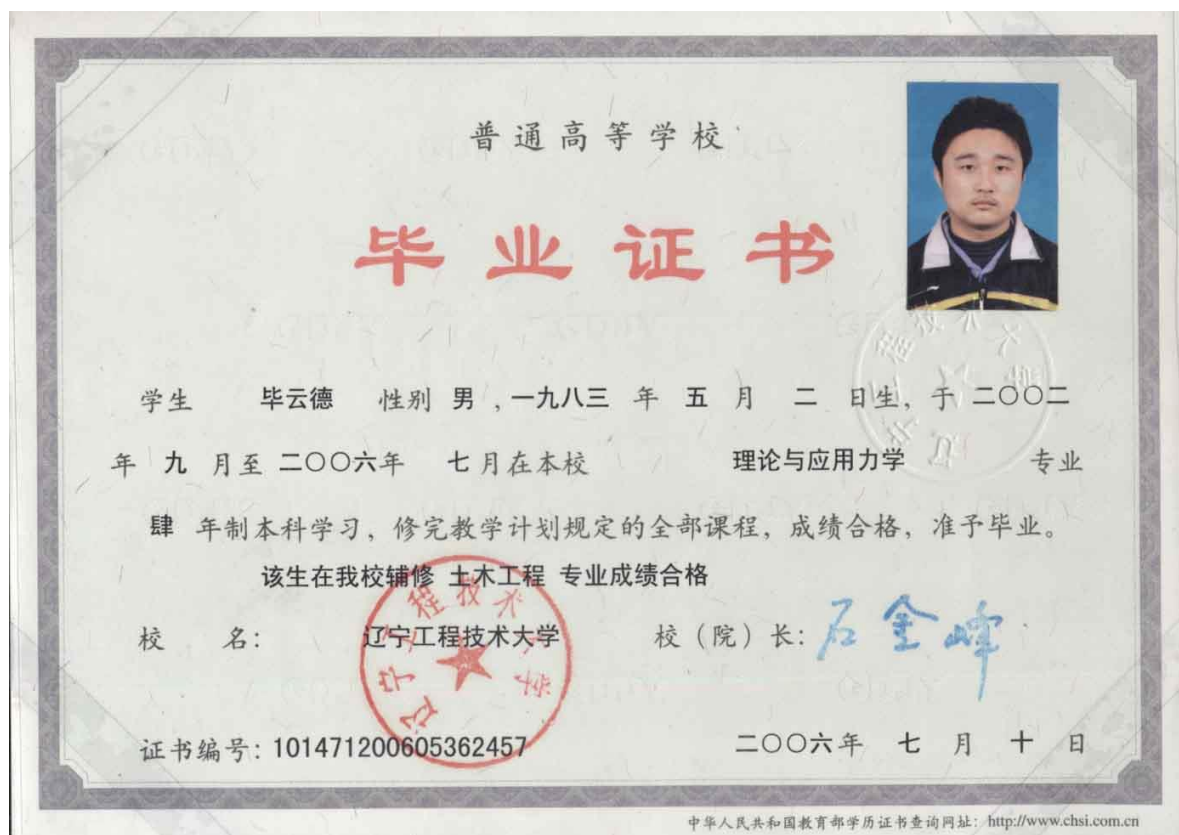 普通高等学校
毕业证书
学生 毕云德 性别 男 ,一九八三 年 五 月 二 日生, 于 二〇〇二
年 九 月至 二〇〇六年 七 月在本校 理论与应用力学 专业
肆 年制本科学习, 修完教学计划规定的全部课程, 成绩合格, 准予毕业。
该生在我校辅修 土木工程 专业成绩合格
校 名: 辽宁工程技术大学 校(院)长: 石金峰
辽宁工程技术大学
证书编号: 101471200605362457 二〇〇六年 七 月 十 日
中华人民共和国教育部学历证书查询网址: http://www.chsi.com.cn